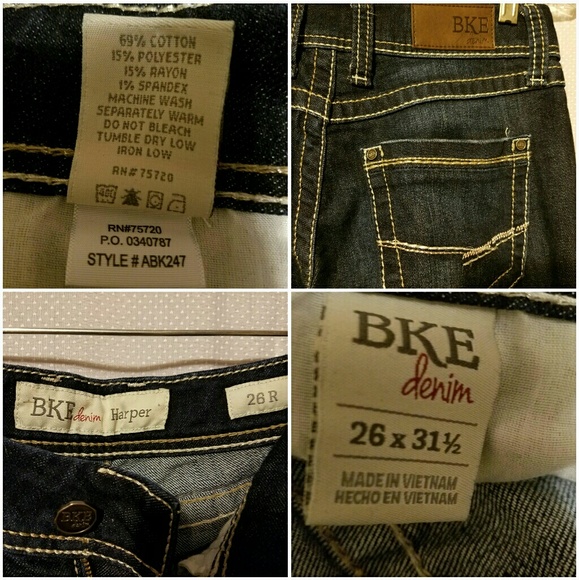 69% COTTON
15% POLYESTER
15% RAYON
1% SPANDEX
MACHINE WASH
SEPARATELY WARM
DO NOT BLEACH
TUMBLE DRY LOW
IRON LOW
RN# 75720
RN#75720
P.O. 0340787
STYLE # ABK247
BKE
DENIM
BKE denim Harper
26 R
BKE
BKE
denim
26 x 31½
MADE IN VIETNAM
HECHO EN VIETNAM